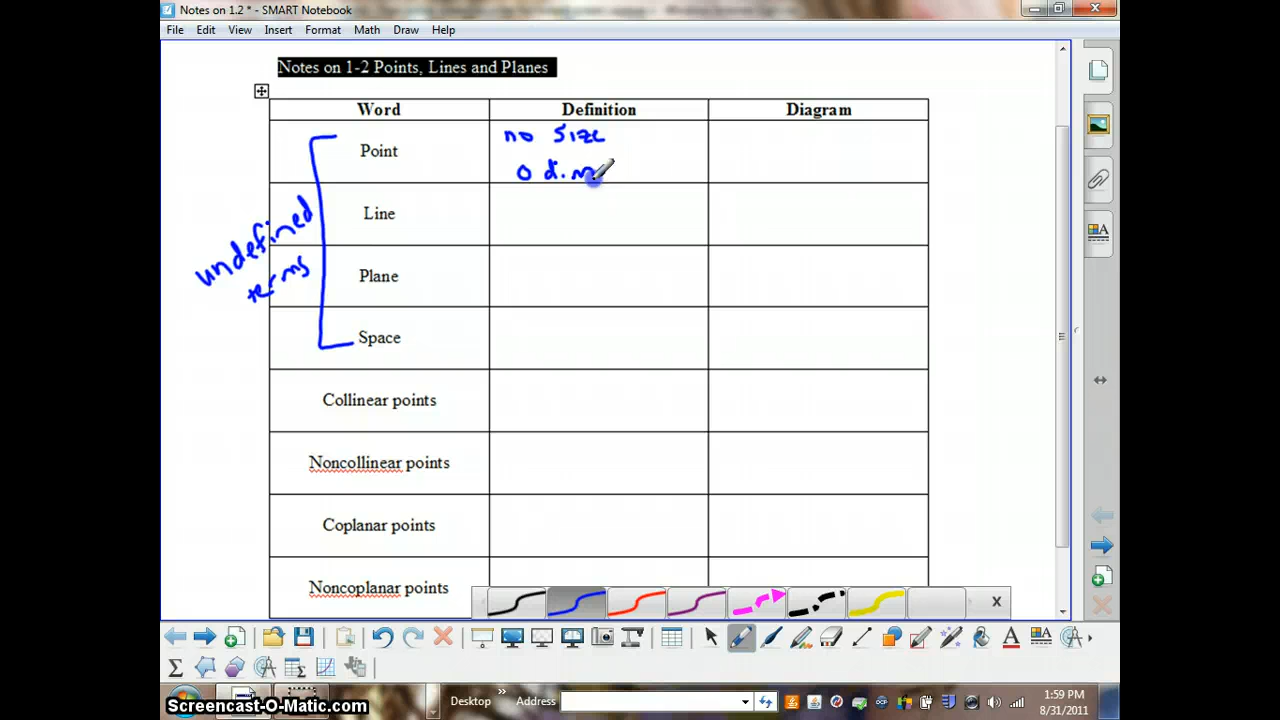 Notes on 1.2 * - SMART Notebook
File Edit View Insert Format Math Draw Help
Notes on 1-2 Points, Lines and Planes
Word Definition Diagram
no size
Point
0 dim
undefined
terms
Line
Plane
Space
Collinear points
Noncollinear points
Coplanar points
Noncoplanar points
X
Desktop » Address
1:59 PM
8/31/2011
Screencast-O-Matic.com